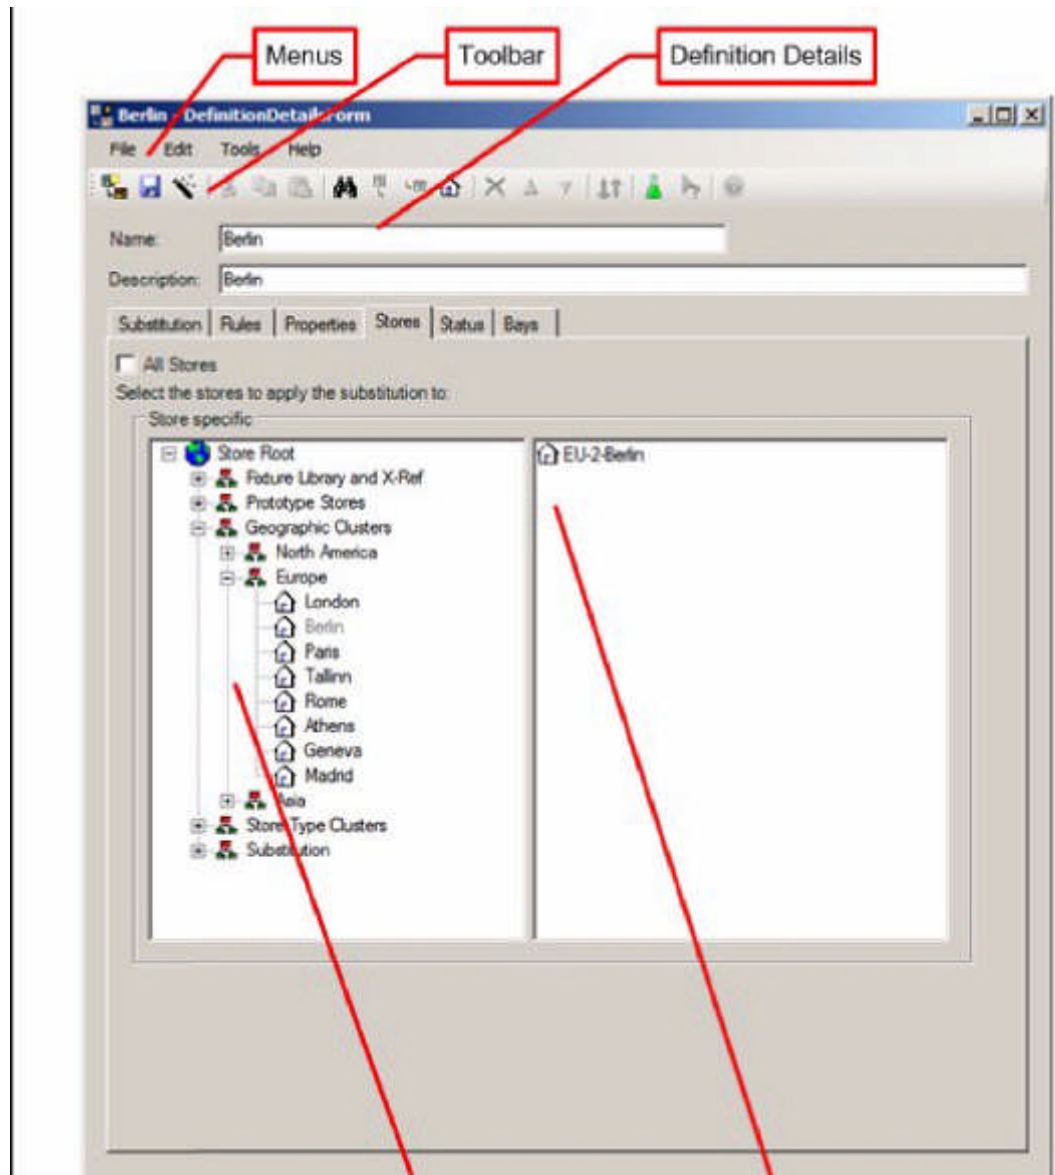 Menus
Toolbar
Definition Details
Berlin - DefinitionDetailsForm
File Edit Tools Help
Name: Berlin
Description: Berlin
Substitution Rules Properties Stores Status Bays
All Stores
Select the stores to apply the substitution to:
Store specific
Store Root
Fixture Library and X-Ref
Prototype Stores
Geographic Clusters
North America
Europe
London
Berlin
Paris
Tallinn
Rome
Athens
Geneva
Madrid
Asia
Store Type Clusters
Substitution
EU-2-Berlin